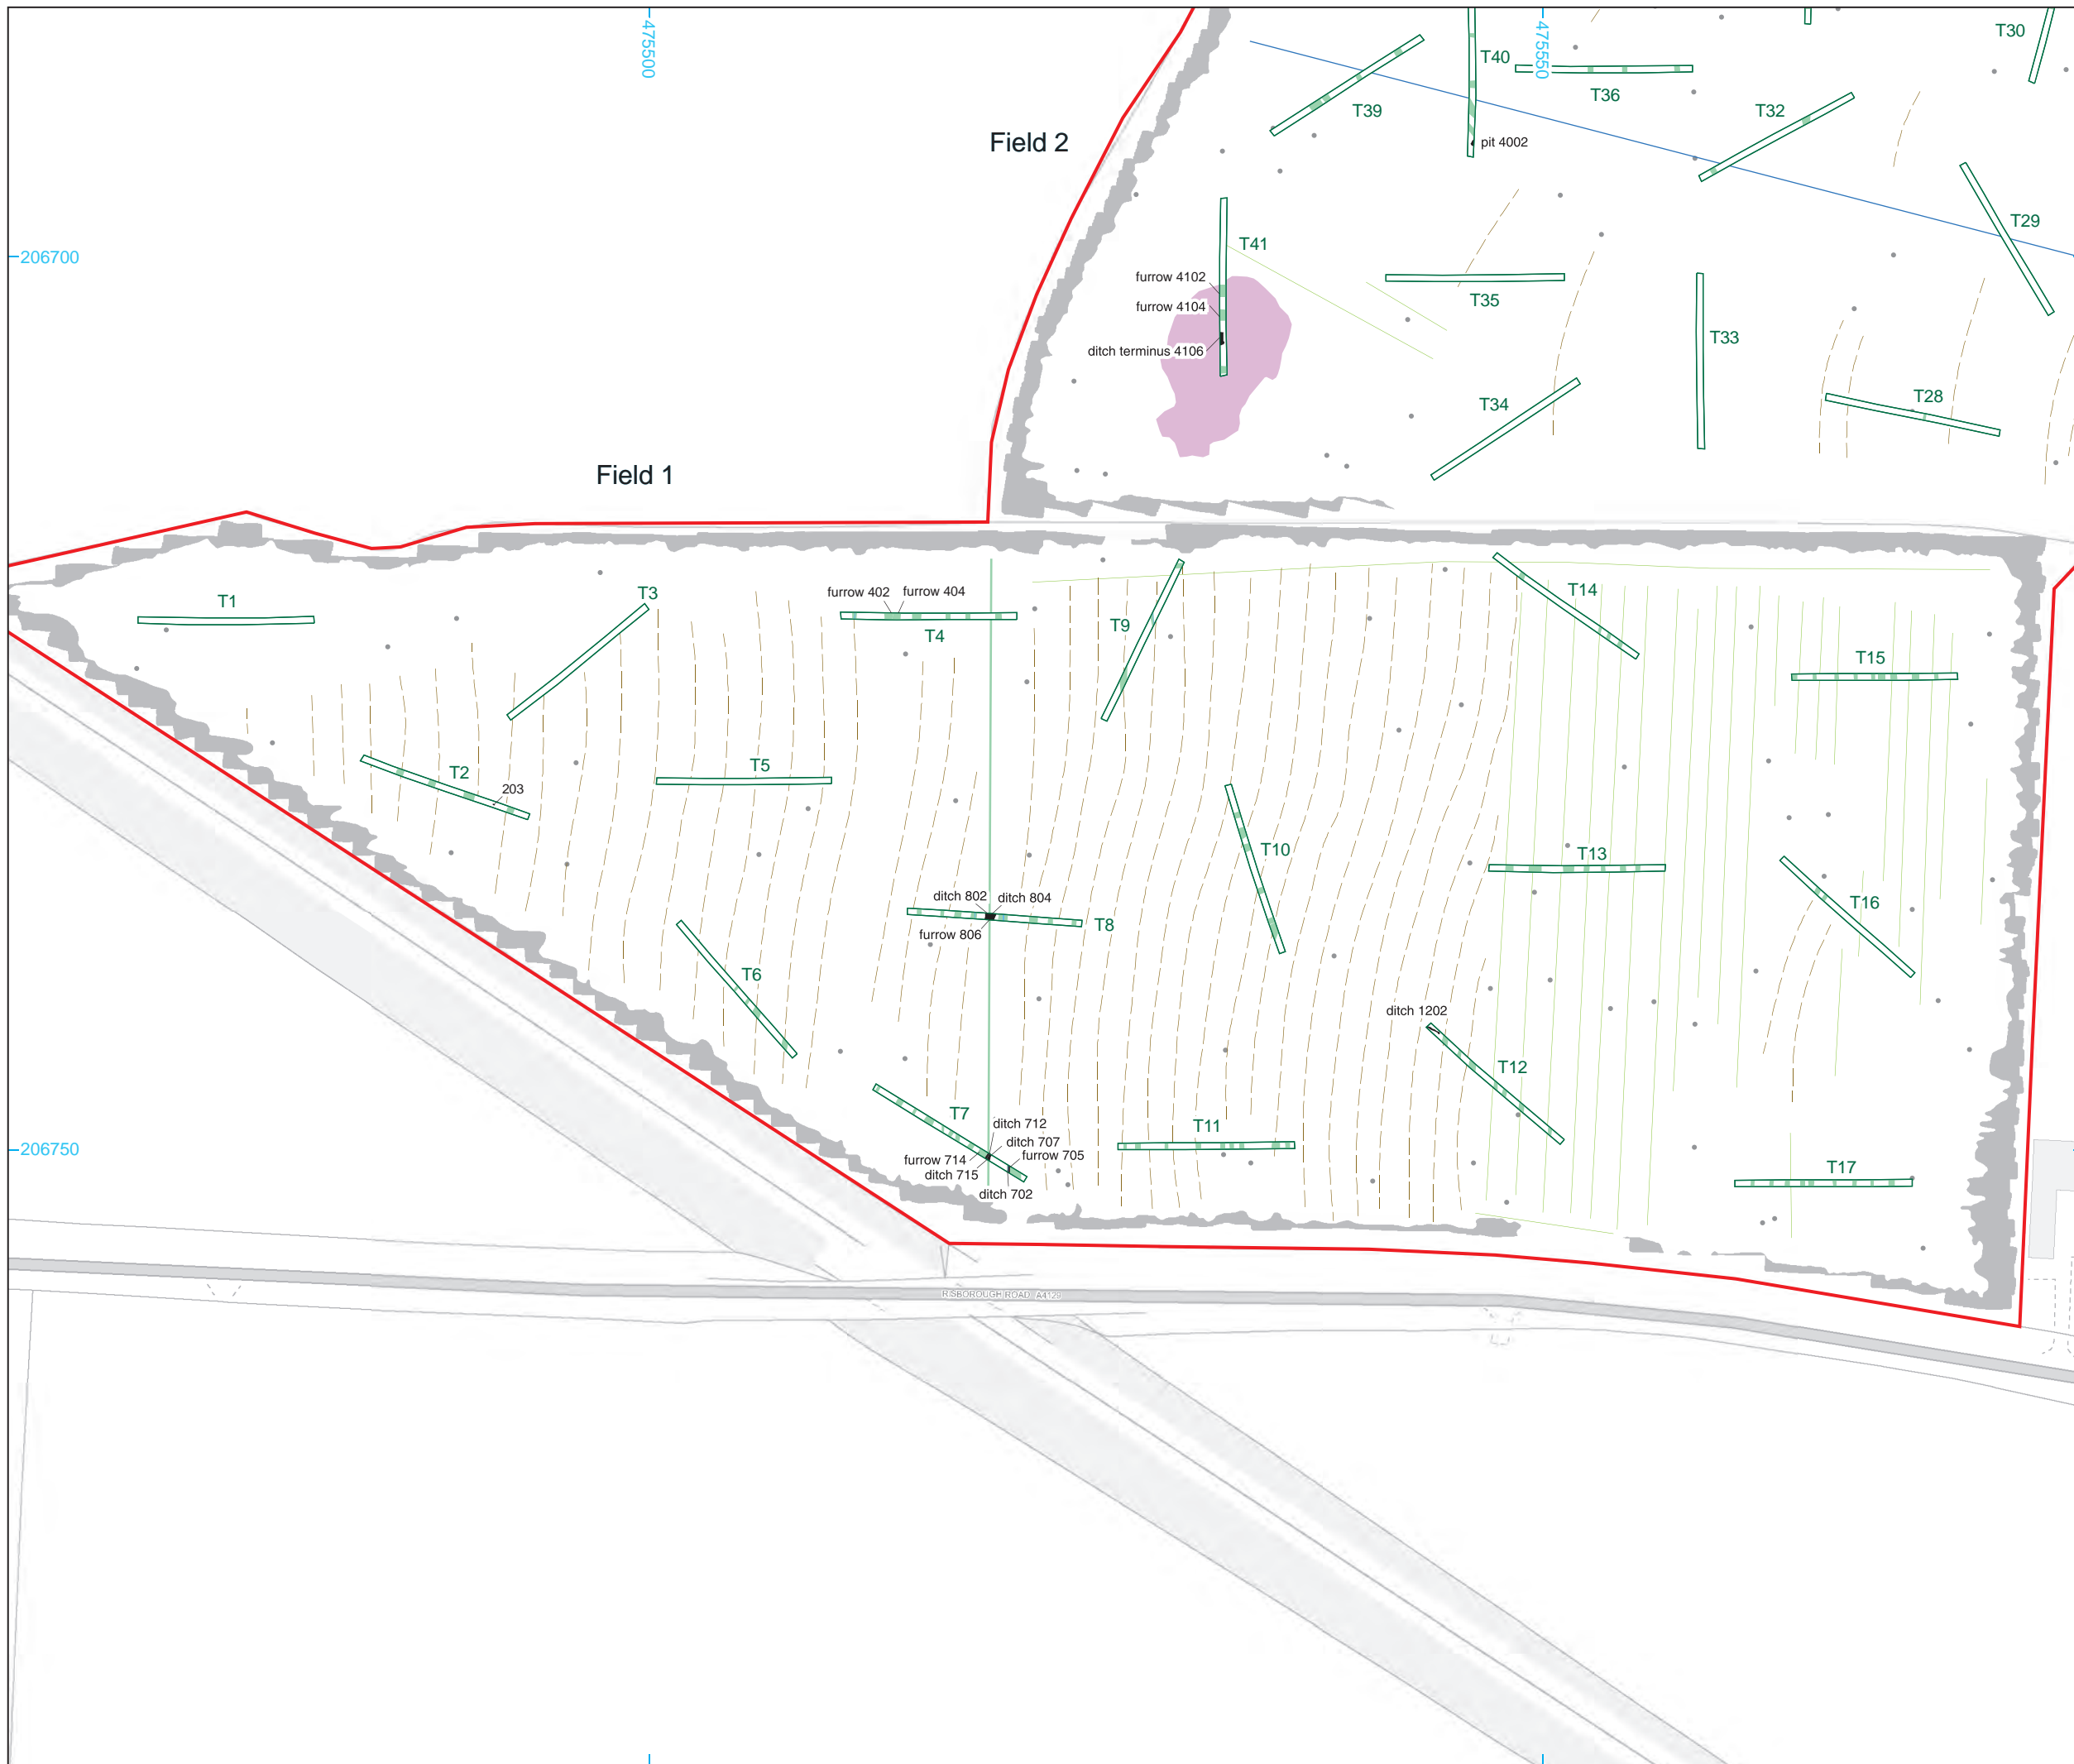 475500
475550
T30
T40
T36
T39
T32
Field 2
pit 4002
T29
T41
206700
furrow 4102
T35
furrow 4104
T33
ditch terminus 4106
T28
T34
Field 1
T14
furrow 402
furrow 404
T3
T1
T9
T4
T15
T5
T2
203
T10
T13
ditch 802
ditch 804
T16
T8
furrow 806
T6
ditch 1202
T12
T7
ditch 712
T11
ditch 707
206750
furrow 714
furrow 705
ditch 715
T17
ditch 702
RISBOROUGH ROAD A4129